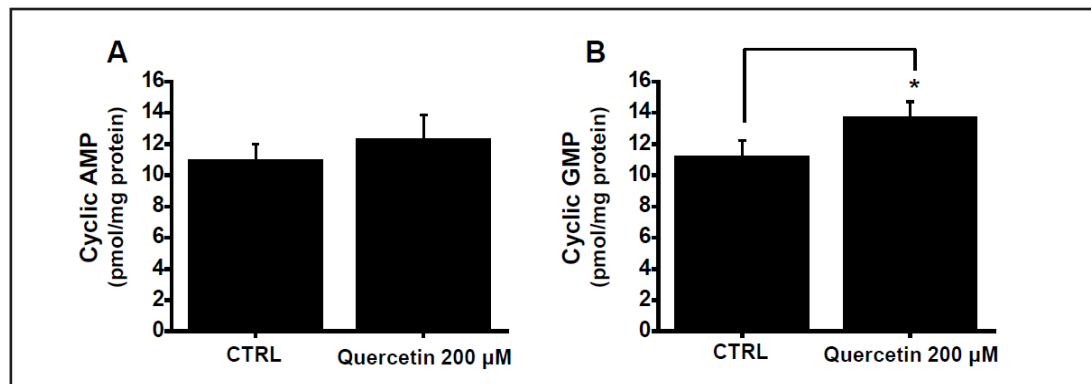 A
Cyclic AMP
(pmol/mg protein)
16
14
12
10
8
6
4
2
0
CTRL
Quercetin 200 µM
B
*
Cyclic GMP
(pmol/mg protein)
16
14
12
10
8
6
4
2
0
CTRL
Quercetin 200 µM